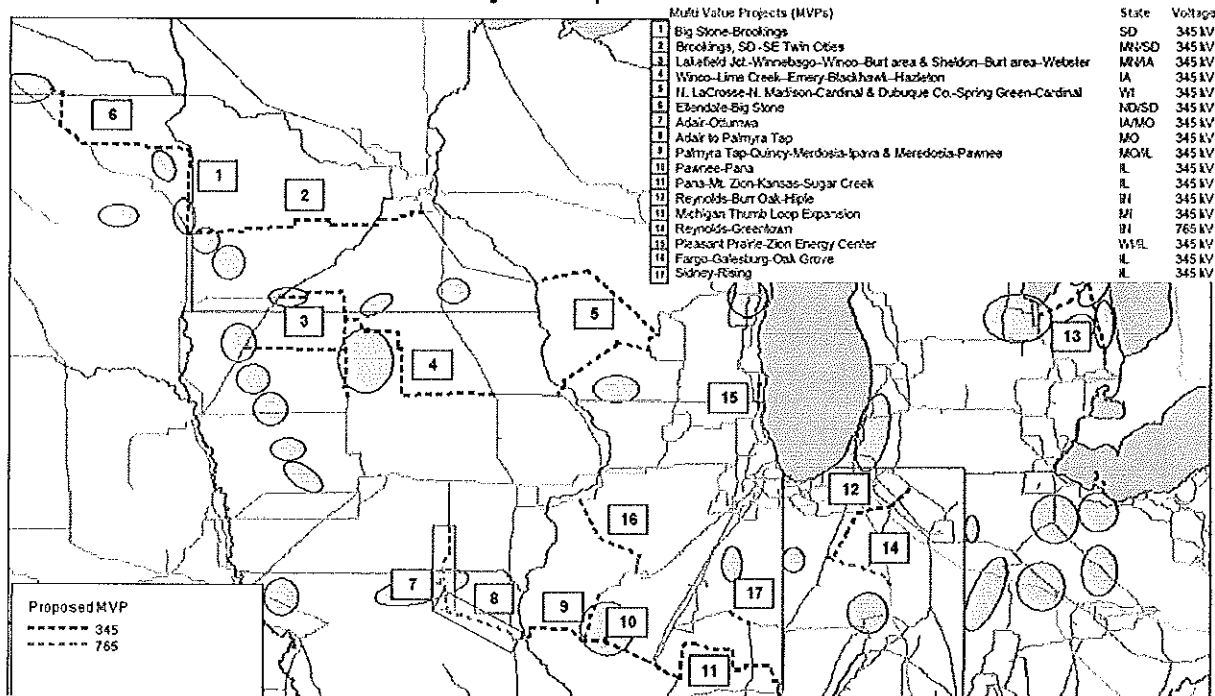 Multi Value Projects (MVPs) State Voltage
1 Big Stone-Brookings SD 345 kV
2 Brookings, SD-SE Twin Cities MN/SD 345 kV
3 Lakefield Jct.-Winnebago-Winco-Burt area & Sheldon-Burt area-Webster MN/IA 345 kV
4 Winco-Lime Creek-Emery-Blackhawk-Hazleton IA 345 kV
5 N. LaCrosse-N. Madison-Cardinal & Dubuque Co.-Spring Green-Cardinal WI 345 kV
6 Ellendale-Big Stone ND/SD 345 kV
7 Adair-Ottumwa IA/MO 345 kV
8 Adair to Palmyra Tap MO 345 kV
9 Palmyra Tap-Quincy-Merdosia-Ipava & Meredosia-Pawnee MO/IL 345 kV
10 Pawnee-Pana IL 345 kV
11 Pana-Mt. Zion-Kansas-Sugar Creek IL 345 kV
12 Reynolds-Burr Oak-Hiple IN 345 kV
13 Michigan Thumb Loop Expansion MI 345 kV
14 Reynolds-Greentown IN 765 kV
15 Pleasant Prairie-Zion Energy Center WI/IL 345 kV
16 Fargo-Galesburg-Oak Grove IL 345 kV
17 Sidney-Rising IL 345 kV
6
1
2
3
5
13
4
15
12
16
14
7
8
9
10
17
11
Proposed MVP
345
765